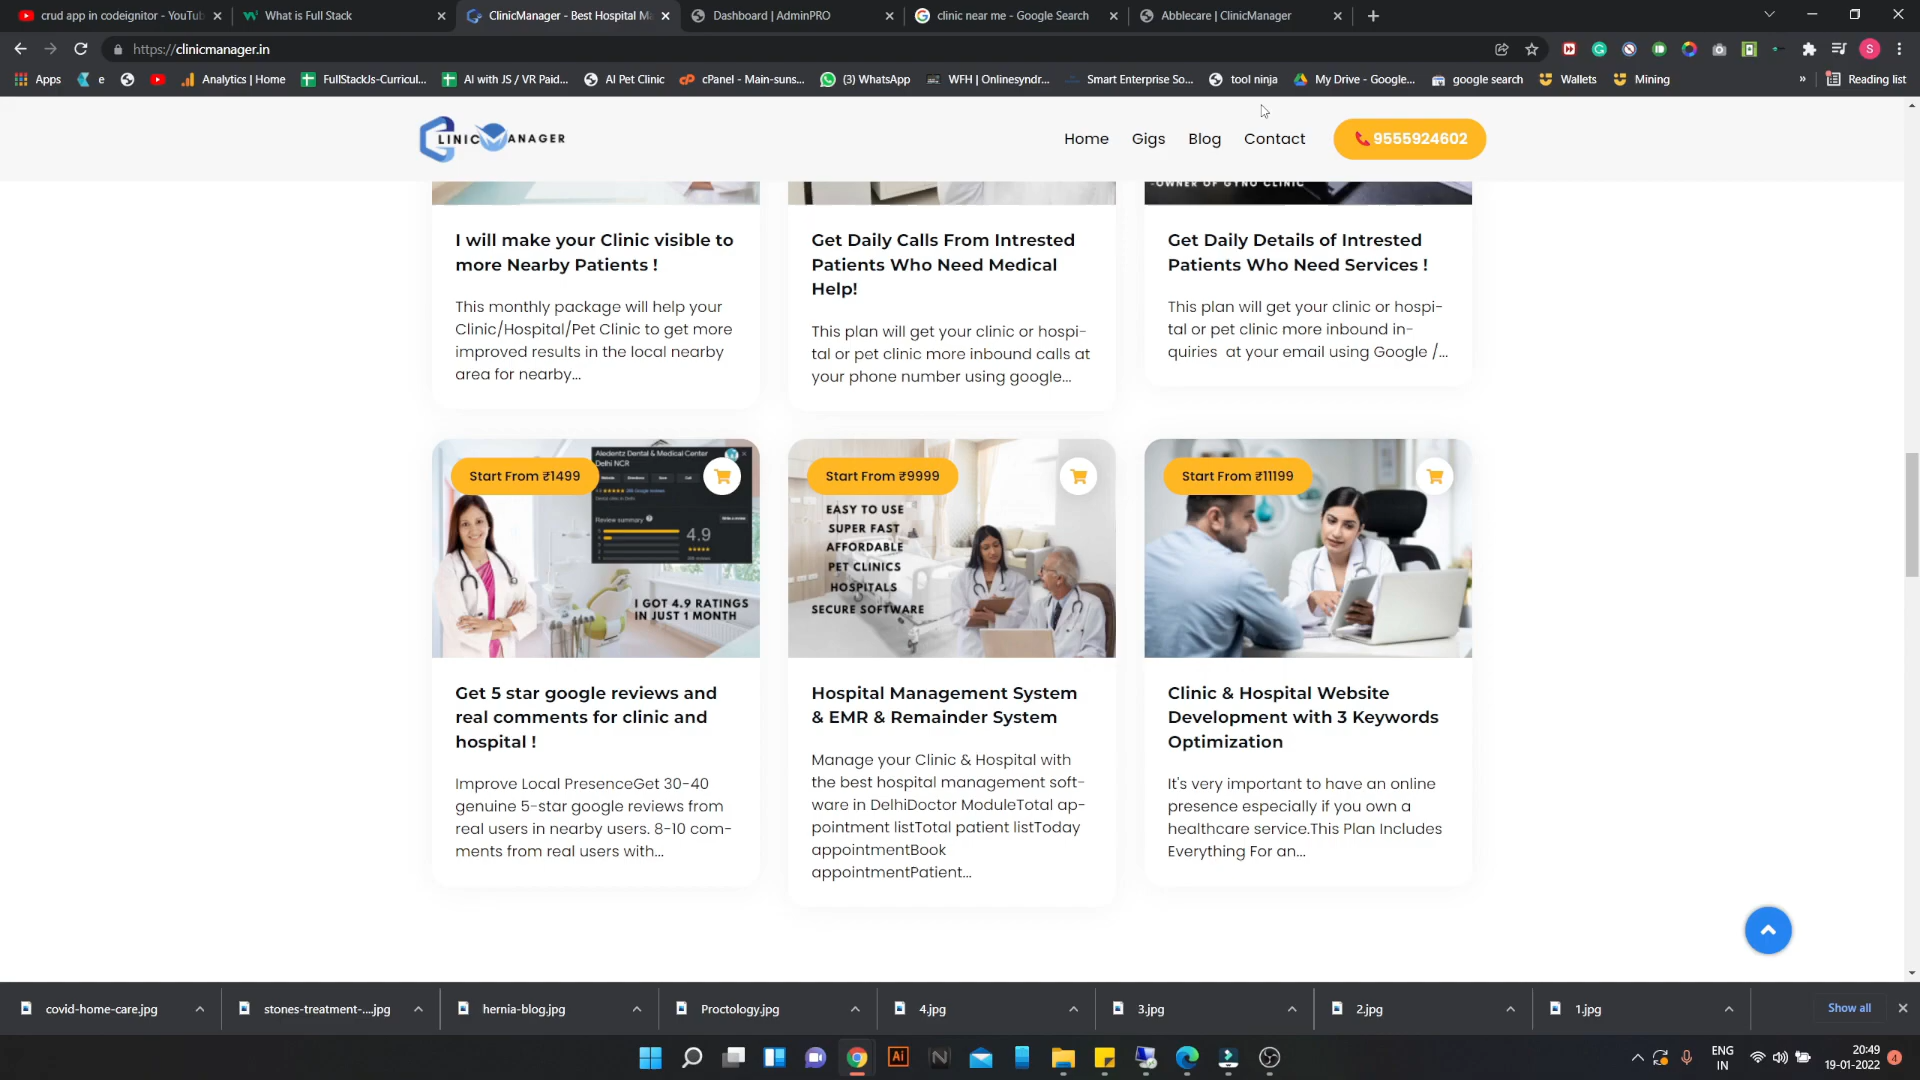 crud app in codeignitor - YouTub
What is Full Stack
ClinicManager - Best Hospital Ma
Dashboard | AdminPRO
clinic near me - Google Search
Abblecare | ClinicManager
https://clinicmanager.in
Apps
e
Analytics | Home
FullStackJs-Curricul...
AI with JS / VR Paid...
AI Pet Clinic
cPanel - Main-suns...
(3) WhatsApp
WFH | Onlinesyndr...
Smart Enterprise So...
tool ninja
My Drive - Google...
google search
Wallets
Mining
»
Reading list
LINIC MANAGER
Home
Gigs
Blog
Contact
9555924602
-OWNER OF GYNO CLINIC
I will make your Clinic visible to
more Nearby Patients !
This monthly package will help your
Clinic/Hospital/Pet Clinic to get more
improved results in the local nearby
area for nearby...
Get Daily Calls From Intrested
Patients Who Need Medical
Help!
This plan will get your clinic or hospi-
tal or pet clinic more inbound calls at
your phone number using google...
Get Daily Details of Intrested
Patients Who Need Services !
This plan will get your clinic or hospi-
tal or pet clinic more inbound in-
quiries at your email using Google /...
Start From ₹1499
Aledentz Dental & Medical Center
Delhi NCR
Review summary
4.9
I GOT 4.9 RATINGS
IN JUST 1 MONTH
Get 5 star google reviews and
real comments for clinic and
hospital !
Improve Local PresenceGet 30-40
genuine 5-star google reviews from
real users in nearby users. 8-10 com-
ments from real users with...
Start From ₹9999
EASY TO USE
SUPER FAST
AFFORDABLE
PET CLINICS
HOSPITALS
SECURE SOFTWARE
Hospital Management System
& EMR & Remainder System
Manage your Clinic & Hospital with
the best hospital management soft-
ware in DelhiDoctor ModuleTotal ap-
pointment listTotal patient listToday
appointmentBook
appointmentPatient...
Start From ₹11199
Clinic & Hospital Website
Development with 3 Keywords
Optimization
It's very important to have an online
presence especially if you own a
healthcare service.This Plan Includes
Everything For an...
covid-home-care.jpg
stones-treatment-....jpg
hernia-blog.jpg
Proctology.jpg
4.jpg
3.jpg
2.jpg
1.jpg
Show all
ENG
IN
20:49
19-01-2022
4